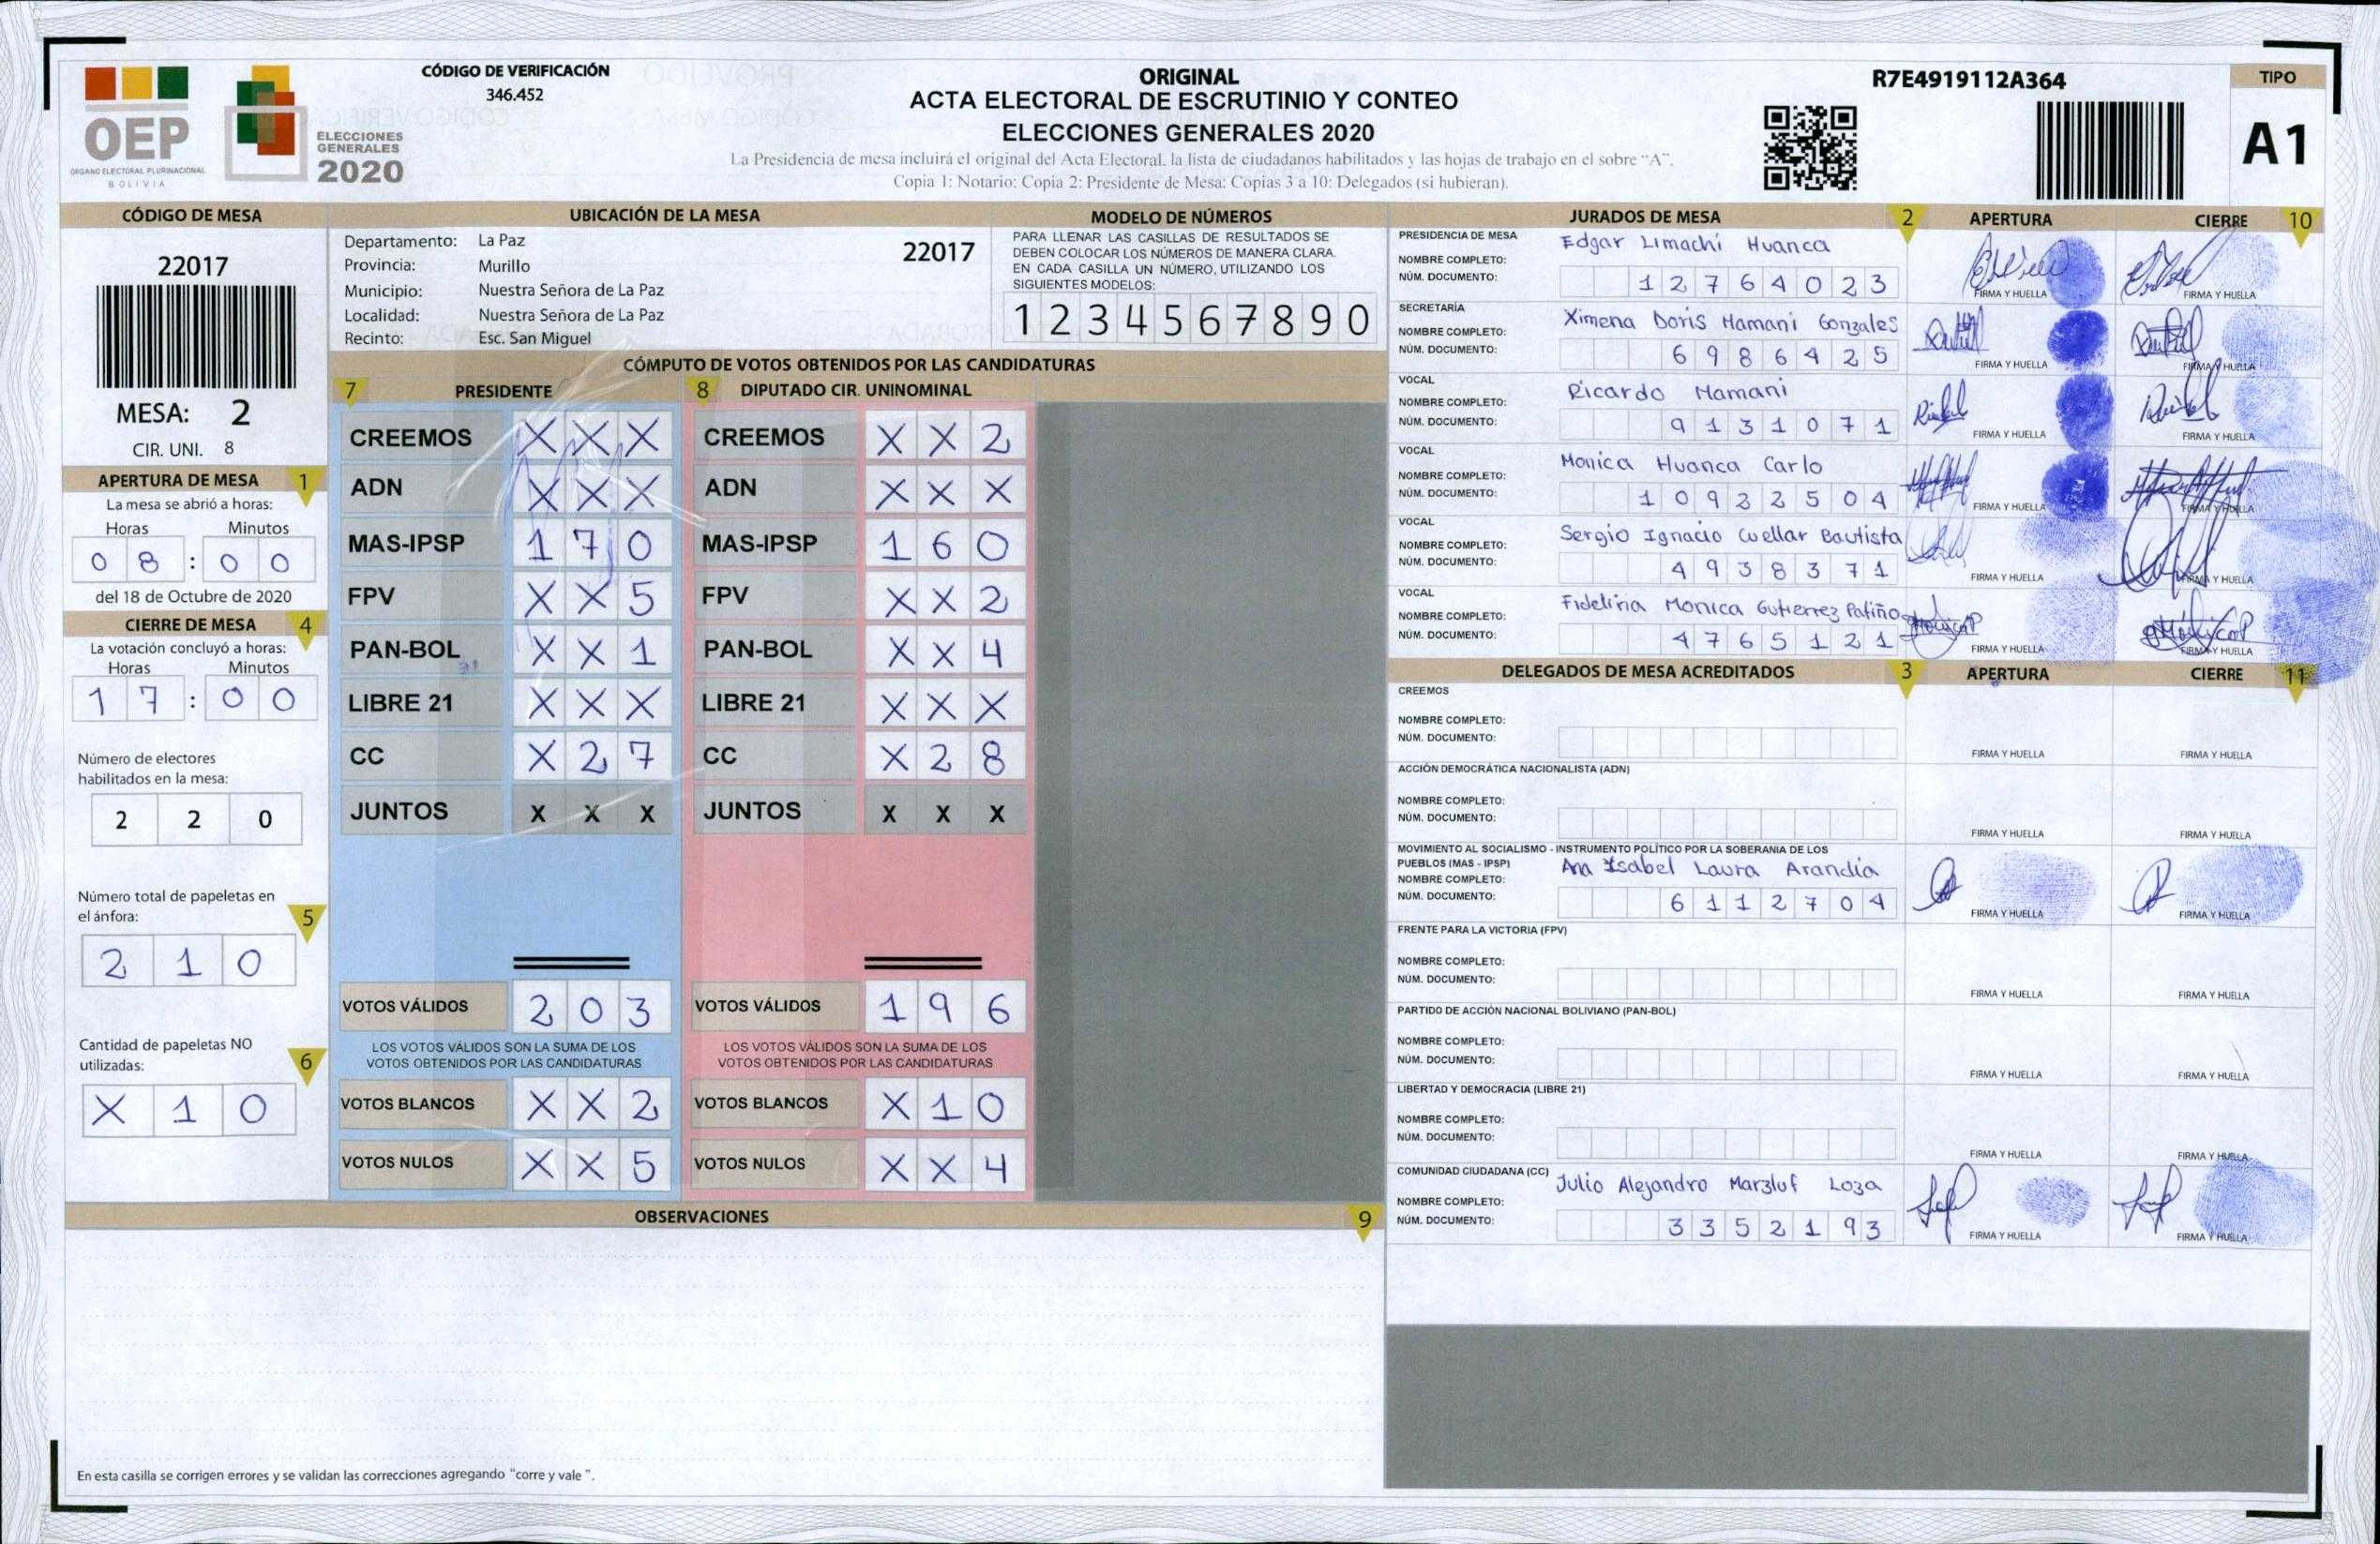 OEP
ÓRGANO ELECTORAL PLURINACIONAL
BOLIVIA
ELECCIONES
GENERALES
2020
CÓDIGO DE VERIFICACIÓN
346.452
ORIGINAL
ACTA ELECTORAL DE ESCRUTINIO Y CONTEO
ELECCIONES GENERALES 2020
La Presidencia de mesa incluirá el original del Acta Electoral, la lista de ciudadanos habilitados y las hojas de trabajo en el sobre "A".
Copia 1: Notario; Copia 2: Presidente de Mesa; Copias 3 a 10: Delegados (si hubieran).
R7E4919112A364
TIPO
A1
CÓDIGO DE MESA
22017
MESA: 2
CIR. UNI. 8
APERTURA DE MESA 1
La mesa se abrió a horas:
Horas Minutos
0 8 : 0 0
del 18 de Octubre de 2020
CIERRE DE MESA 4
La votación concluyó a horas:
Horas Minutos
1 7 : 0 0
Número de electores
habilitados en la mesa:
2 2 0
Número total de papeletas en
el ánfora: 5
2 1 0
Cantidad de papeletas NO
utilizadas: 6
X 1 0
UBICACIÓN DE LA MESA
Departamento: La Paz 22017
Provincia: Murillo
Municipio: Nuestra Señora de La Paz
Localidad: Nuestra Señora de La Paz
Recinto: Esc. San Miguel
MODELO DE NÚMEROS
PARA LLENAR LAS CASILLAS DE RESULTADOS SE
DEBEN COLOCAR LOS NÚMEROS DE MANERA CLARA.
EN CADA CASILLA UN NÚMERO, UTILIZANDO LOS
SIGUIENTES MODELOS:
1 2 3 4 5 6 7 8 9 0
CÓMPUTO DE VOTOS OBTENIDOS POR LAS CANDIDATURAS
7 PRESIDENTE
CREEMOS X X X
ADN X X X
MAS-IPSP 1 7 0
FPV X X 5
PAN-BOL X X 1
LIBRE 21 X X X
CC X 2 7
JUNTOS X X X
VOTOS VÁLIDOS 2 0 3
LOS VOTOS VÁLIDOS SON LA SUMA DE LOS
VOTOS OBTENIDOS POR LAS CANDIDATURAS
VOTOS BLANCOS X X 2
VOTOS NULOS X X 5
8 DIPUTADO CIR. UNINOMINAL
CREEMOS X X 2
ADN X X X
MAS-IPSP 1 6 0
FPV X X 2
PAN-BOL X X 4
LIBRE 21 X X X
CC X 2 8
JUNTOS X X X
VOTOS VÁLIDOS 1 9 6
LOS VOTOS VÁLIDOS SON LA SUMA DE LOS
VOTOS OBTENIDOS POR LAS CANDIDATURAS
VOTOS BLANCOS X 1 0
VOTOS NULOS X X 4
OBSERVACIONES 9
En esta casilla se corrigen errores y se validan las correcciones agregando "corre y vale ".
JURADOS DE MESA 2 APERTURA CIERRE 10
PRESIDENCIA DE MESA
NOMBRE COMPLETO: Edgar Limachi Huanca
NÚM. DOCUMENTO: 1 2 7 6 4 0 2 3
FIRMA Y HUELLA FIRMA Y HUELLA
SECRETARÍA
NOMBRE COMPLETO: Ximena Doris Mamani Gonzales
NÚM. DOCUMENTO: 6 9 8 6 4 2 5
FIRMA Y HUELLA FIRMA Y HUELLA
VOCAL
NOMBRE COMPLETO: Ricardo Mamani
NÚM. DOCUMENTO: 9 1 3 1 0 7 1
FIRMA Y HUELLA FIRMA Y HUELLA
VOCAL
NOMBRE COMPLETO: Monica Huanca Carlo
NÚM. DOCUMENTO: 1 0 9 2 2 5 0 4
FIRMA Y HUELLA FIRMA Y HUELLA
VOCAL
NOMBRE COMPLETO: Sergio Ignacio Cuellar Bautista
NÚM. DOCUMENTO: 4 9 3 8 3 7 1
FIRMA Y HUELLA FIRMA Y HUELLA
VOCAL
NOMBRE COMPLETO: Fidelina Monica Gutierrez Patiño
NÚM. DOCUMENTO: 4 7 6 5 1 2 1
FIRMA Y HUELLA FIRMA Y HUELLA
DELEGADOS DE MESA ACREDITADOS 3 APERTURA CIERRE 11
CREEMOS
NOMBRE COMPLETO:
NÚM. DOCUMENTO:
FIRMA Y HUELLA FIRMA Y HUELLA
ACCIÓN DEMOCRÁTICA NACIONALISTA (ADN)
NOMBRE COMPLETO:
NÚM. DOCUMENTO:
FIRMA Y HUELLA FIRMA Y HUELLA
MOVIMIENTO AL SOCIALISMO - INSTRUMENTO POLÍTICO POR LA SOBERANIA DE LOS
PUEBLOS (MAS - IPSP)
NOMBRE COMPLETO: Ana Isabel Laura Arandia
NÚM. DOCUMENTO: 6 1 1 2 7 0 4
FIRMA Y HUELLA FIRMA Y HUELLA
FRENTE PARA LA VICTORIA (FPV)
NOMBRE COMPLETO:
NÚM. DOCUMENTO:
FIRMA Y HUELLA FIRMA Y HUELLA
PARTIDO DE ACCIÓN NACIONAL BOLIVIANO (PAN-BOL)
NOMBRE COMPLETO:
NÚM. DOCUMENTO:
FIRMA Y HUELLA FIRMA Y HUELLA
LIBERTAD Y DEMOCRACIA (LIBRE 21)
NOMBRE COMPLETO:
NÚM. DOCUMENTO:
FIRMA Y HUELLA FIRMA Y HUELLA
COMUNIDAD CIUDADANA (CC)
NOMBRE COMPLETO: Julio Alejandro Marzluf Loza
NÚM. DOCUMENTO: 3 3 5 2 1 9 3
FIRMA Y HUELLA FIRMA Y HUELLA